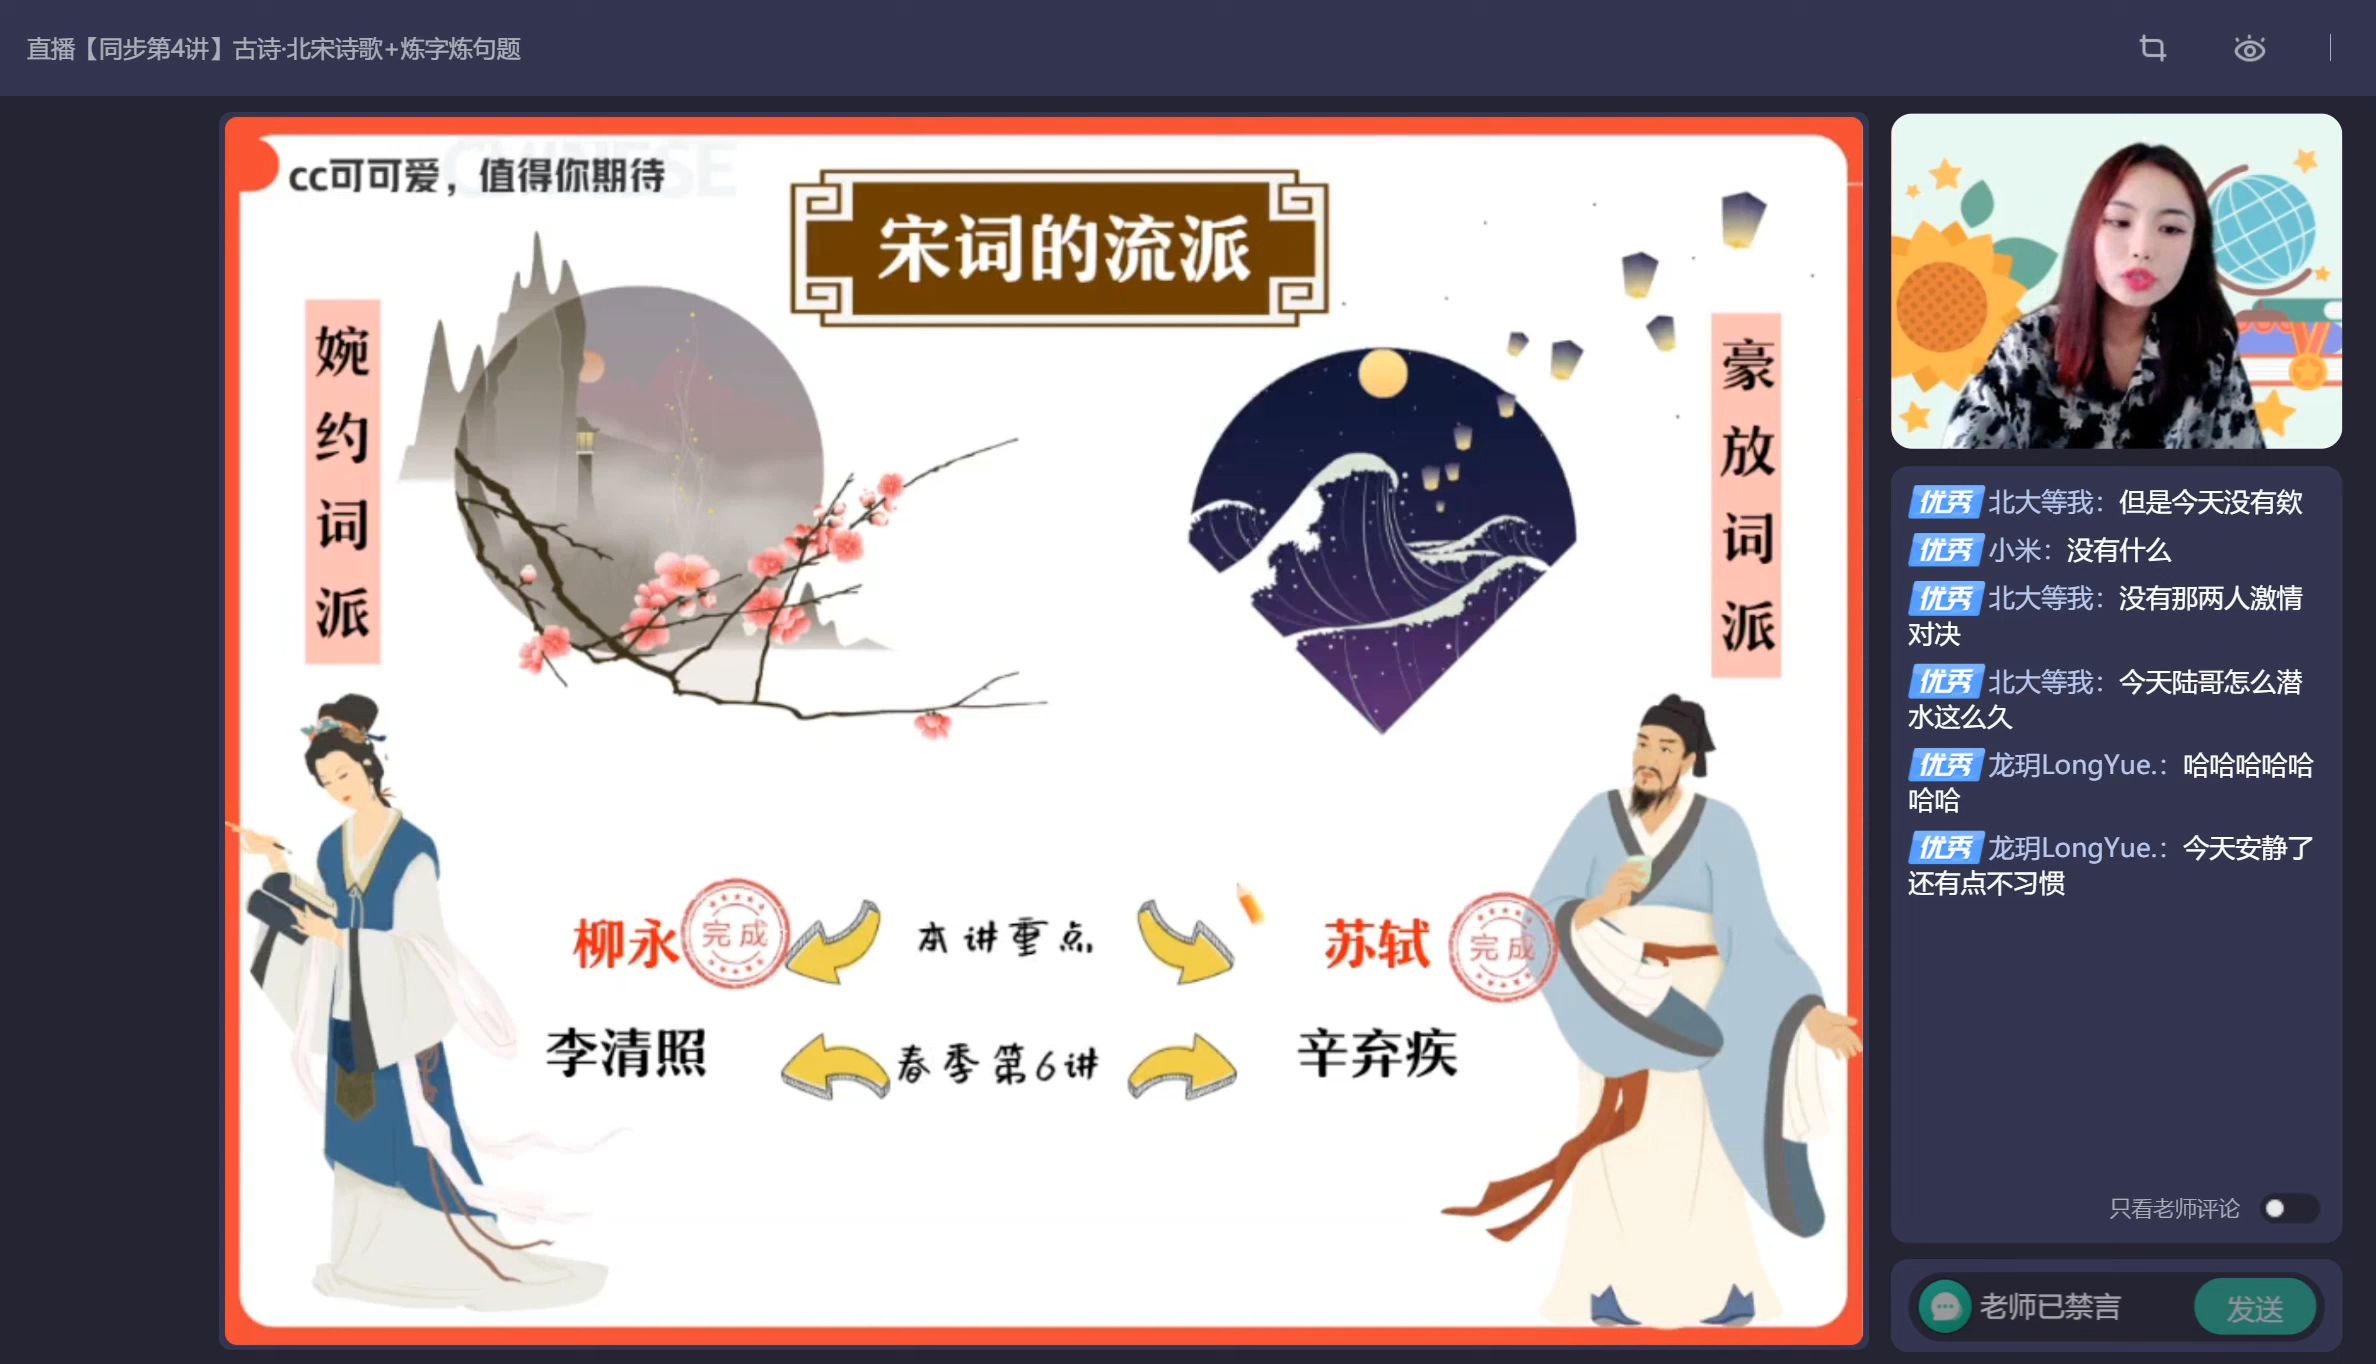 直播【同步第4讲】古诗·北宋诗歌+炼字炼句题
CHINESE
cc可可爱，值得你期待
宋词的流派
婉约词派
豪放词派
柳永
完成
本讲重点
苏轼
完成
李清照
春季第6讲
辛弃疾
优秀 北大等我：但是今天没有欸
优秀 小米：没有什么
优秀 北大等我：没有那两人激情
对决
优秀 北大等我：今天陆哥怎么潜
水这么久
优秀 龙玥LongYue.：哈哈哈哈哈
哈哈
优秀 龙玥LongYue.：今天安静了
还有点不习惯
只看老师评论
老师已禁言
发送